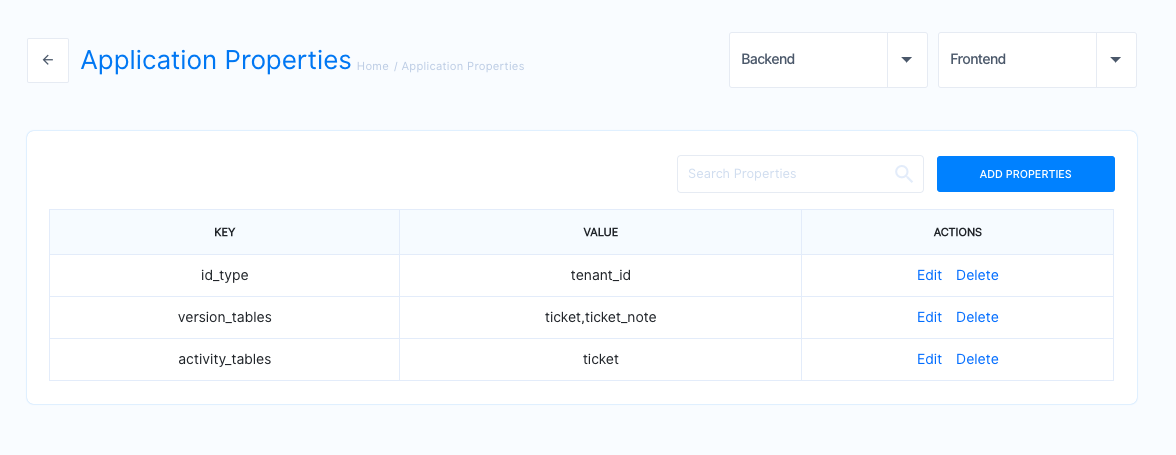 Application Properties Home / Application Properties
Backend
Frontend
Search Properties
ADD PROPERTIES
KEY VALUE ACTIONS
id_type tenant_id Edit Delete
version_tables ticket,ticket_note Edit Delete
activity_tables ticket Edit Delete